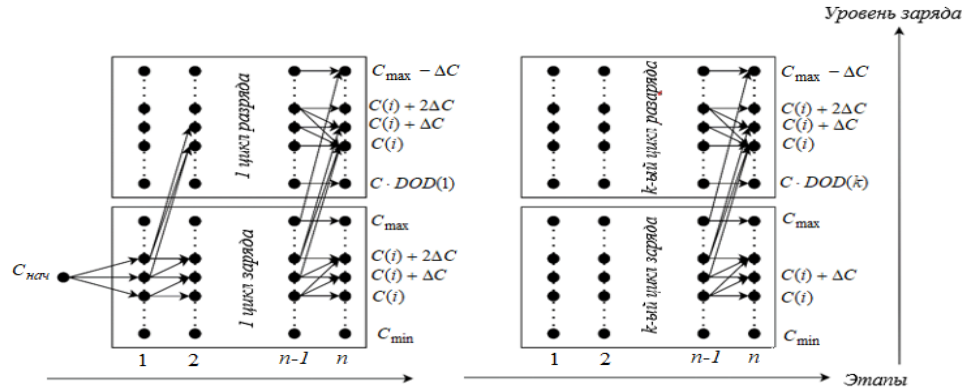 Уровень заряда
C_max − ΔC
C(i) + 2ΔC
C(i) + ΔC
C(i)
C · DOD(1)
1 цикл разряда
C_max
C(i) + 2ΔC
C(i) + ΔC
C(i)
C_min
1 цикл заряда
C_нач
1 2 n-1 n
C_max − ΔC
C(i) + 2ΔC
C(i) + ΔC
C(i)
C · DOD(k)
k-ый цикл разаряда
C_max
C(i) + ΔC
C(i)
C_min
k-ый цикл заряда
1 2 n-1 n
Этапы